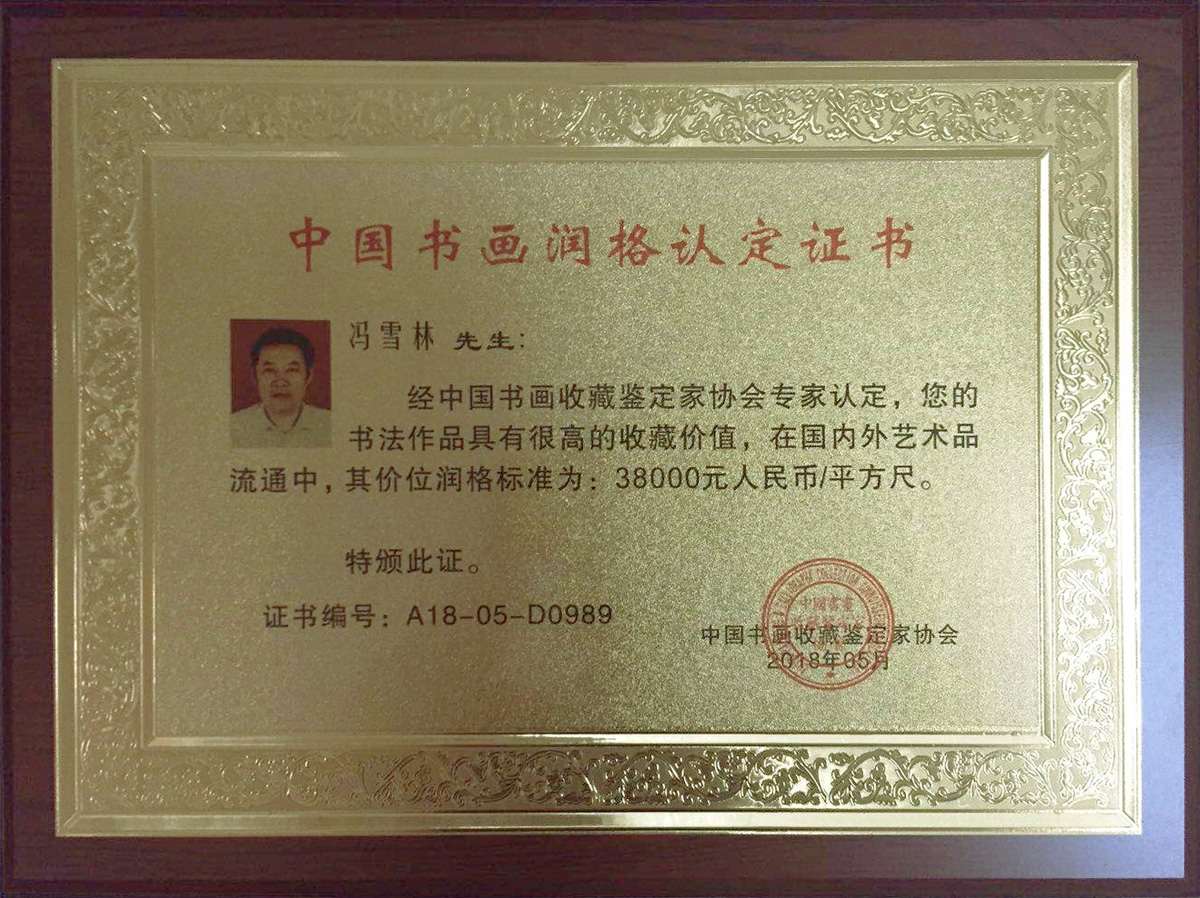 中国书画润格认定证书
冯雪林 先生:
经中国书画收藏鉴定家协会专家认定，您的
书法作品具有很高的收藏价值，在国内外艺术品
流通中，其价位润格标准为：38000元人民币/平方尺。
特颁此证。
证书编号：A18-05-D0989
中国书画收藏鉴定家协会
2018年05月